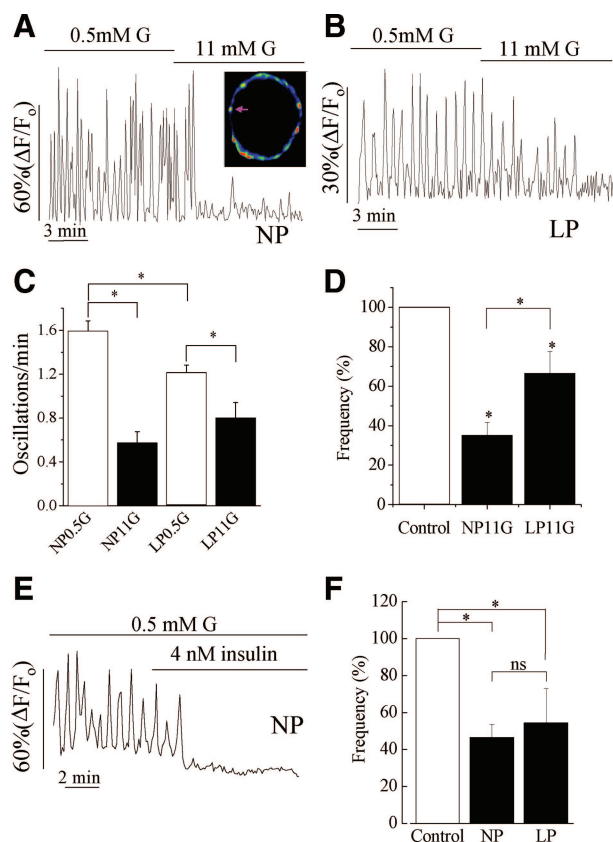 A
0.5mM G
11 mM G
60%(ΔF/Fo)
3 min
NP
B
0.5mM G
11 mM G
30%(ΔF/Fo)
3 min
LP
C
Oscillations/min
1.6
1.2
0.8
0.4
0.0
*
*
*
NP0.5G
NP11G
LP0.5G
LP11G
D
Frequency (%)
100
80
60
40
20
0
*
*
*
Control
NP11G
LP11G
E
0.5 mM G
4 nM insulin
60%(ΔF/Fo)
2 min
NP
F
Frequency (%)
120
100
80
60
40
20
0
*
*
ns
Control
NP
LP